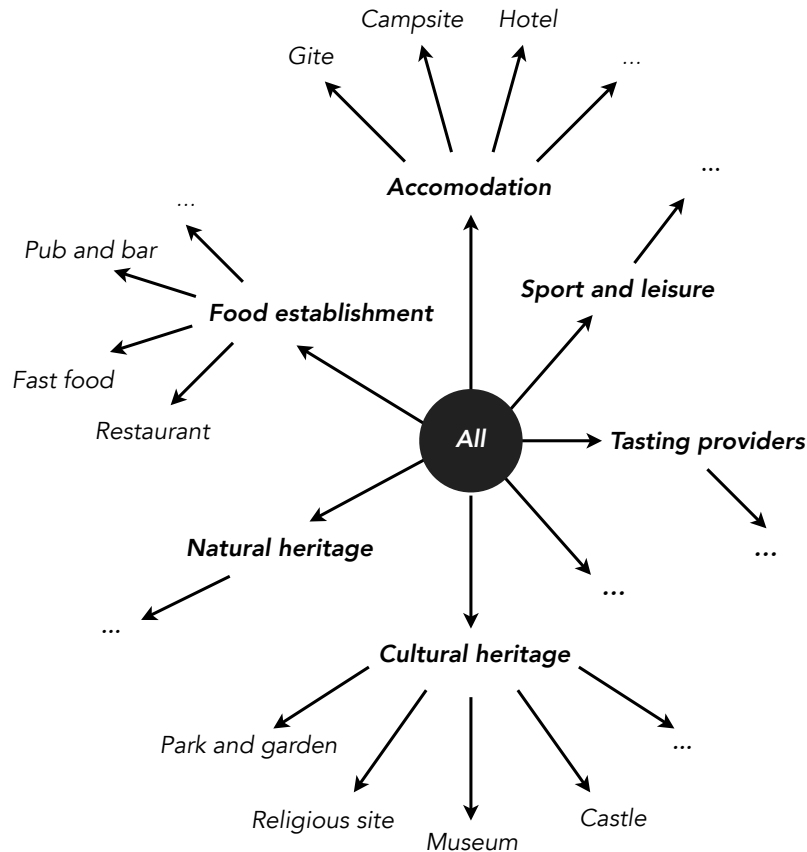 Campsite
Hotel
Gite
...
Accomodation
...
...
Pub and bar
Sport and leisure
Food establishment
Fast food
Restaurant
All
Tasting providers
Natural heritage
...
...
...
Cultural heritage
Park and garden
...
Religious site
Museum
Castle